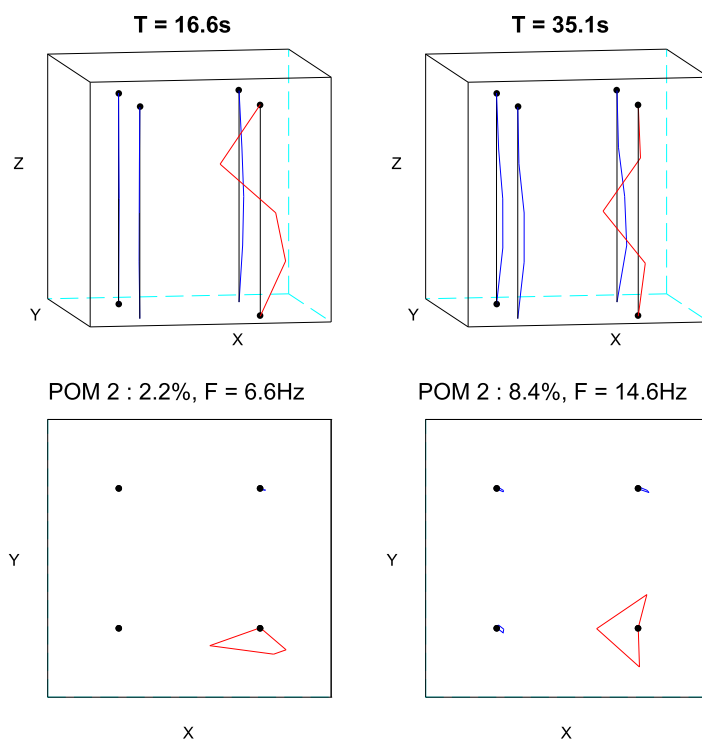 T = 16.6s
T = 35.1s
Z
Z
Y
Y
X
X
POM 2 : 2.2%, F = 6.6Hz
POM 2 : 8.4%, F = 14.6Hz
Y
Y
X
X